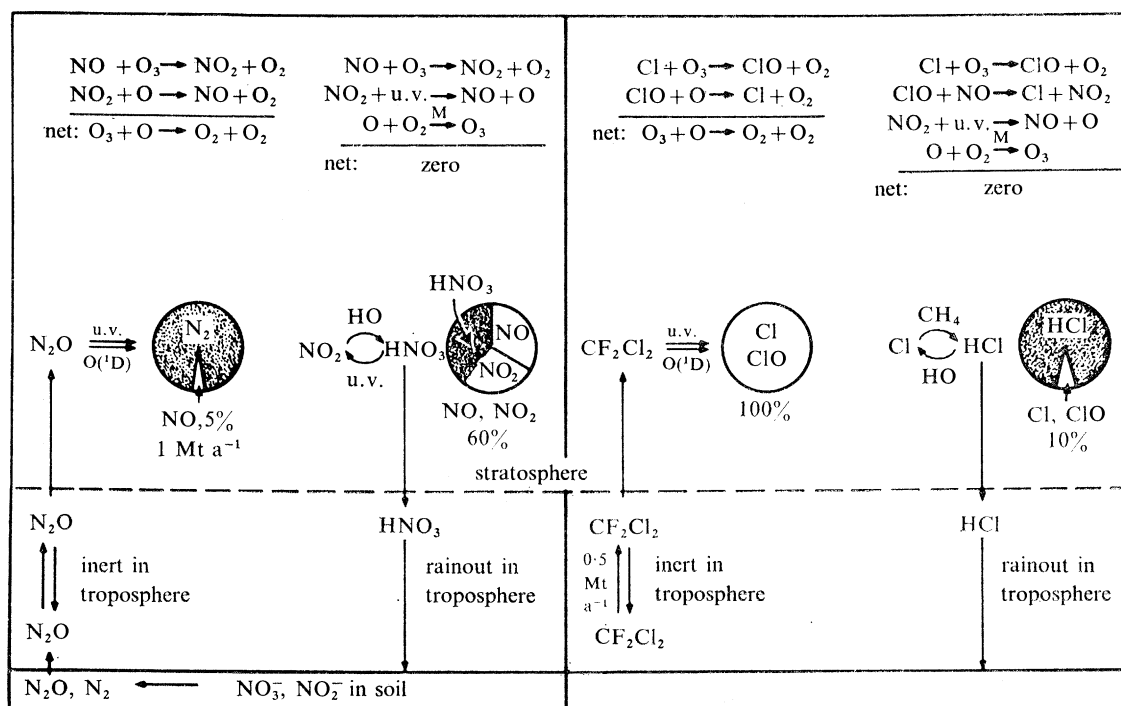 NO + O₃ → NO₂ + O₂
NO₂ + O → NO + O₂
net: O₃ + O → O₂ + O₂
NO + O₃ → NO₂ + O₂
NO₂ + u.v. → NO + O
O + O₂ →M O₃
net: zero
Cl + O₃ → ClO + O₂
ClO + O → Cl + O₂
net: O₃ + O → O₂ + O₂
Cl + O₃ → ClO + O₂
ClO + NO → Cl + NO₂
NO₂ + u.v. → NO + O
O + O₂ →M O₃
net: zero
N₂O
u.v.
O(¹D)
N₂
NO, 5%
1 Mt a⁻¹
HO
NO₂
HNO₃
u.v.
HNO₃
NO
NO₂
NO, NO₂
60%
CF₂Cl₂
u.v.
O(¹D)
Cl
ClO
100%
CH₄
Cl
HCl
HO
HCl
Cl, ClO
10%
stratosphere
N₂O
inert in
troposphere
N₂O
HNO₃
rainout in
troposphere
CF₂Cl₂
0·5
Mt
a⁻¹
inert in
troposphere
CF₂Cl₂
HCl
rainout in
troposphere
N₂O, N₂ ← NO₃⁻, NO₂⁻ in soil